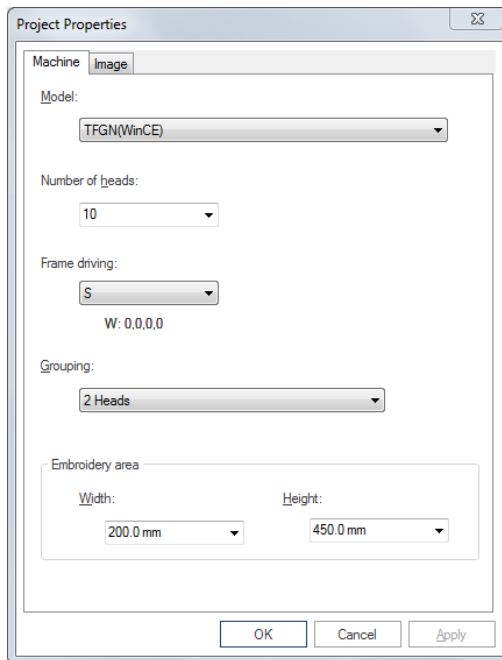 Project Properties
Machine Image
Model:
TFGN(WinCE)
Number of heads:
10
Frame driving:
S
W: 0,0,0,0
Grouping:
2 Heads
Embroidery area
Width: Height:
200.0 mm 450.0 mm
OK Cancel Apply